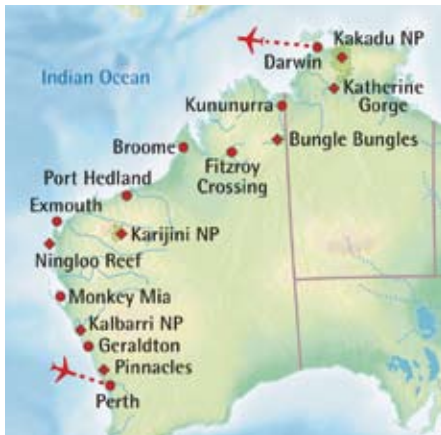 Kakadu NP
Darwin
Indian Ocean
Katherine
Gorge
Kununurra
Bungle Bungles
Broome
Fitzroy
Crossing
Port Hedland
Exmouth
Karijini NP
Ningloo Reef
Monkey Mia
Kalbarri NP
Geraldton
Pinnacles
Perth